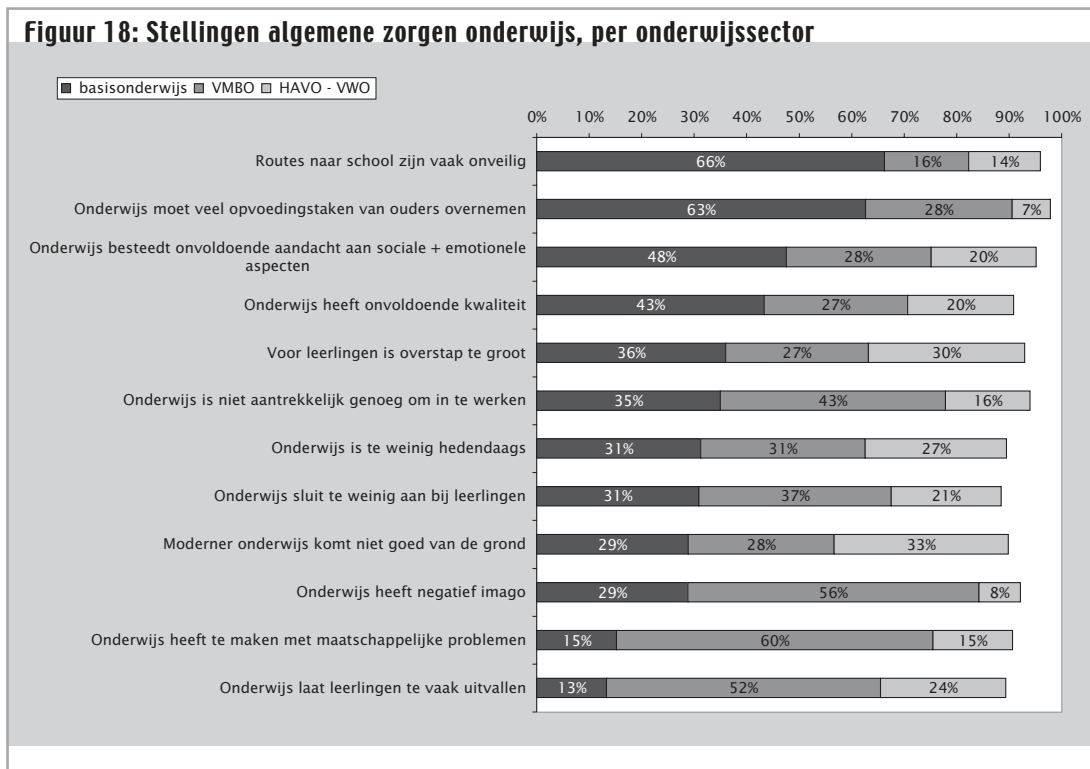 Figuur 18: Stellingen algemene zorgen onderwijs, per onderwijssector
basisonderwijs VMBO HAVO - VWO
0% 10% 20% 30% 40% 50% 60% 70% 80% 90% 100%
Routes naar school zijn vaak onveilig 66% 16% 14%
Onderwijs moet veel opvoedingstaken van ouders overnemen 63% 28% 7%
Onderwijs besteedt onvoldoende aandacht aan sociale + emotionele
aspecten 48% 28% 20%
Onderwijs heeft onvoldoende kwaliteit 43% 27% 20%
Voor leerlingen is overstap te groot 36% 27% 30%
Onderwijs is niet aantrekkelijk genoeg om in te werken 35% 43% 16%
Onderwijs is te weinig hedendaags 31% 31% 27%
Onderwijs sluit te weinig aan bij leerlingen 31% 37% 21%
Moderner onderwijs komt niet goed van de grond 29% 28% 33%
Onderwijs heeft negatief imago 29% 56% 8%
Onderwijs heeft te maken met maatschappelijke problemen 15% 60% 15%
Onderwijs laat leerlingen te vaak uitvallen 13% 52% 24%